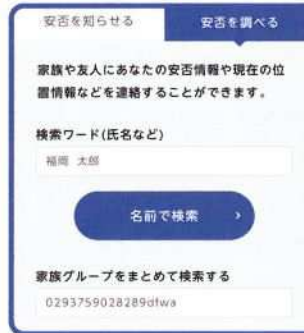 安否を知らせる
安否を調べる
家族や友人にあなたの安否情報や現在の位
置情報などを連絡することができます。
検索ワード(氏名など)
福岡 太郎
名前で検索 ›
家族グループをまとめて検索する
0293759028289dfwa